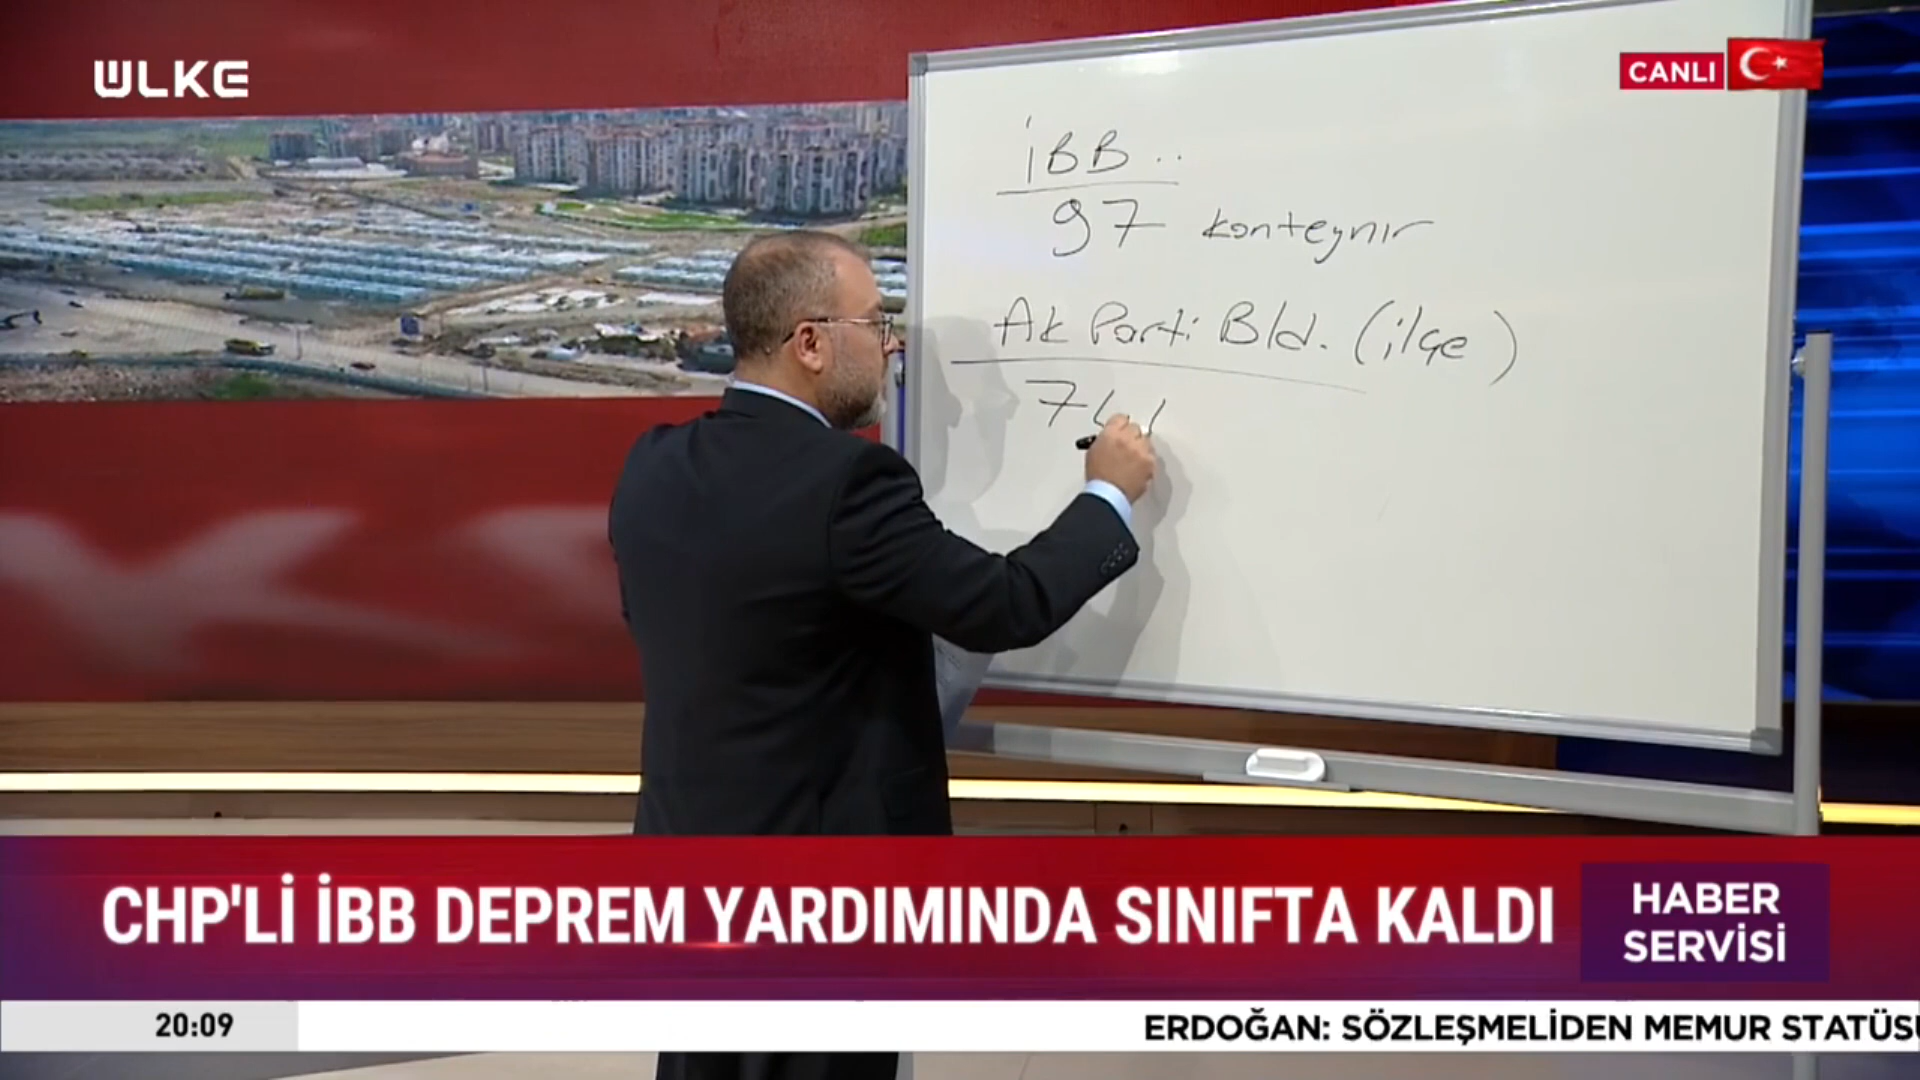 ÜLKE
CANLI
İBB..
97 konteynır
Ak Parti Bld. (ilçe)
CHP'Lİ İBB DEPREM YARDIMINDA SINIFTA KALDI
HABER
SERVİSİ
20:09
ERDOĞAN: SÖZLEŞMELİDEN MEMUR